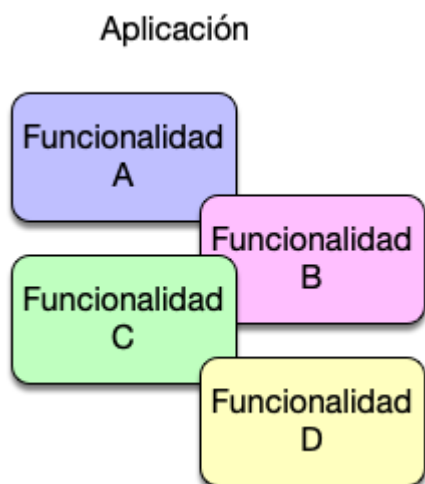 Aplicación
Funcionalidad
A
Funcionalidad
B
Funcionalidad
C
Funcionalidad
D